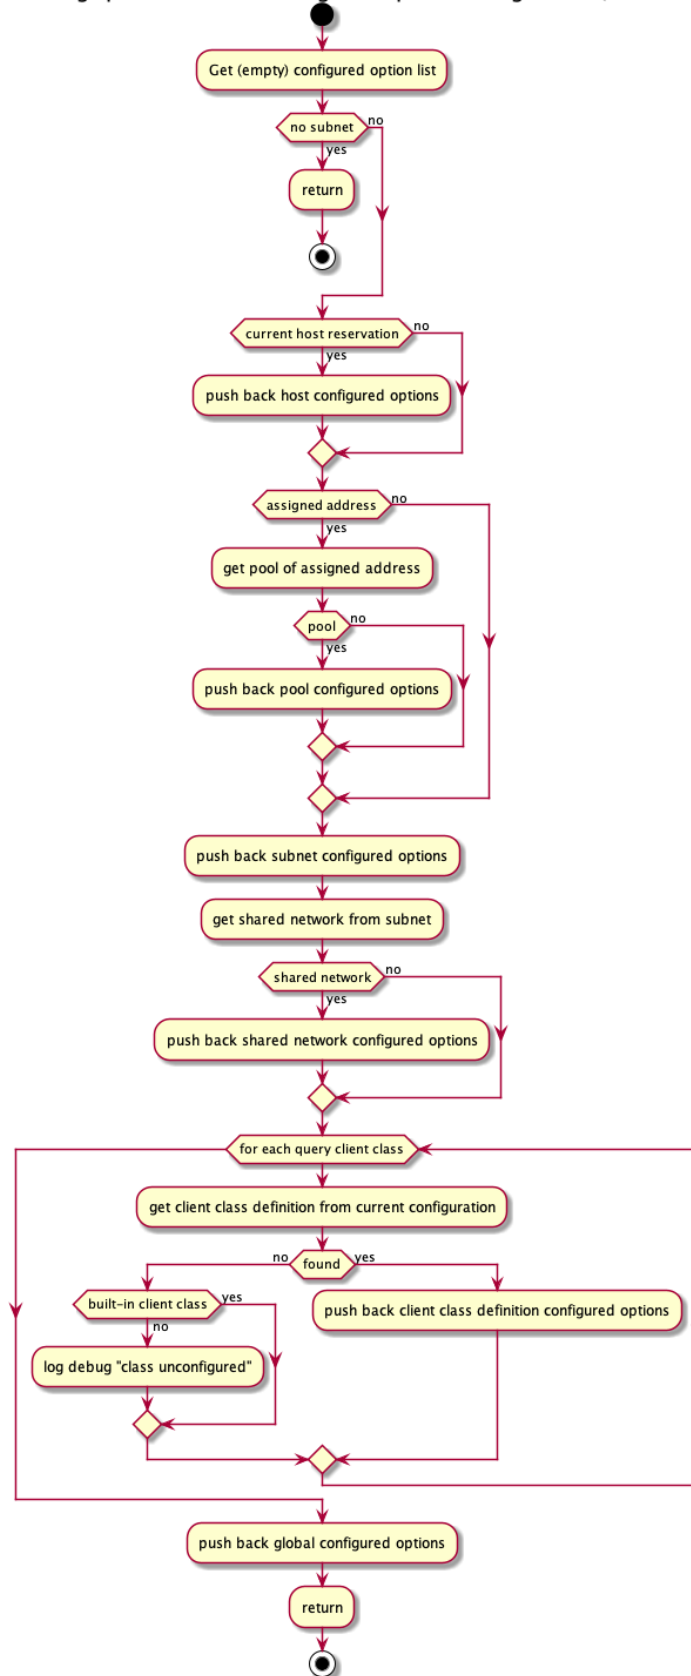 Get (empty) configured option list
no subnet
no
yes
return
current host reservation
no
yes
push back host configured options
assigned address
no
yes
get pool of assigned address
pool
no
yes
push back pool configured options
push back subnet configured options
get shared network from subnet
shared network
no
yes
push back shared network configured options
for each query client class
get client class definition from current configuration
no
found
yes
built-in client class
yes
no
push back client class definition configured options
log debug "class unconfigured"
push back global configured options
return